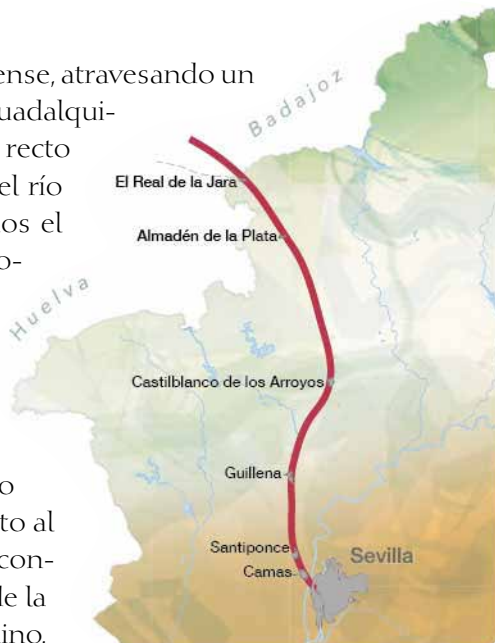 ense, atravesando un
uadalqui-
recto
el río
os el
o-
o
to al
con-
de la
ino.
Badajoz
Huelva
El Real de la Jara
Almadén de la Plata
Castilblanco de los Arroyos
Guillena
Santiponce
Camas
Sevilla